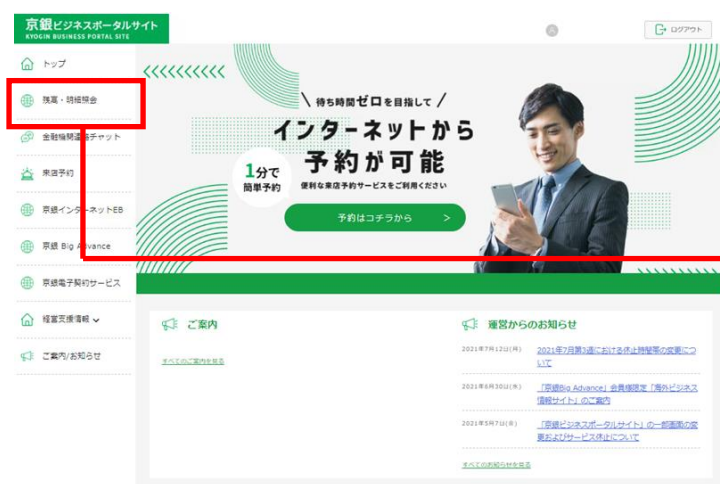 京銀ビジネスポータルサイト
KYOGIN BUSINESS PORTAL SITE
ログアウト
トップ
残高・明細照会
金融機関連絡チャット
来店予約
京銀インターネットEB
京銀 Big Advance
京銀電子契約サービス
経営支援情報
ご案内/お知らせ
待ち時間ゼロを目指して
インターネットから
予約が可能
1分で
簡単予約
便利な来店予約サービスをご利用ください
予約はコチラから >
ご案内
すべてのご案内を見る
運営からのお知らせ
2021年7月12日(月)
2021年7月第3週における休止時間帯の変更につ
いて
2021年6月30日(水)
「京銀Big Advance」会員様限定「海外ビジネス
情報サイト」のご案内
2021年5月7日(金)
「京銀ビジネスポータルサイト」の一部画面の変
更およびサービス休止について
すべてのお知らせを見る